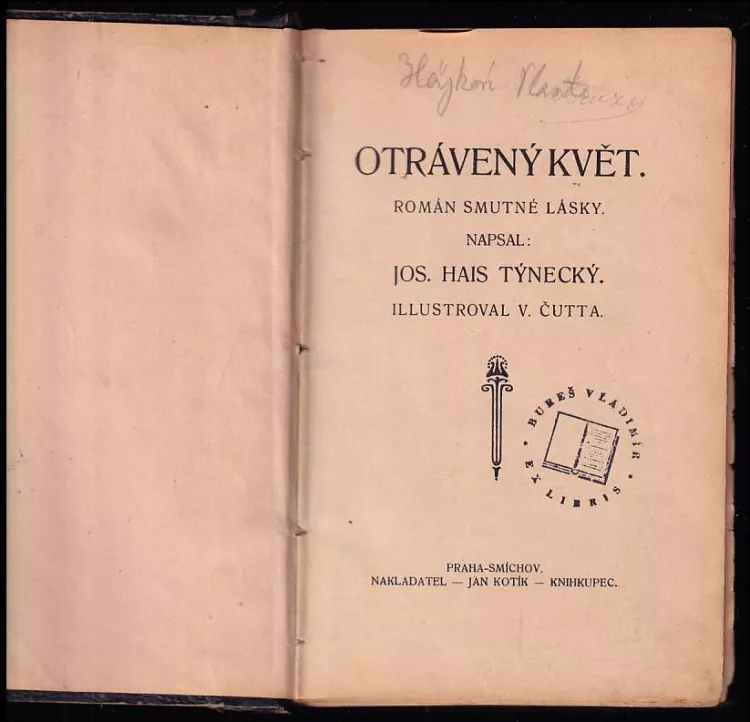 OTRÁVENÝ KVĚT.
ROMÁN SMUTNÉ LÁSKY.
NAPSAL:
JOS. HAIS TÝNECKÝ.
ILLUSTROVAL V. ČUTTA.
• BUREŠ VLADIMÍR •
EX LIBRIS
PRAHA-SMÍCHOV.
NAKLADATEL — JAN KOTÍK — KNIHKUPEC.